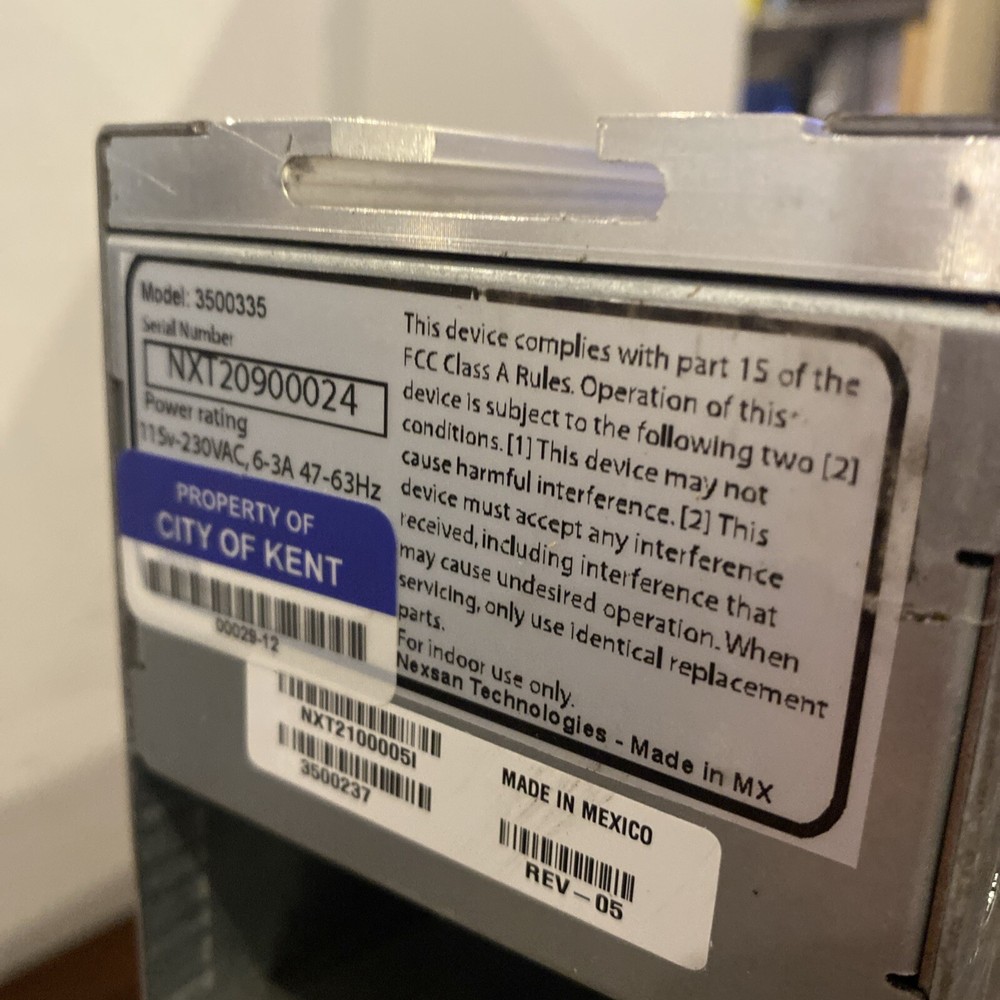 Model: 3500335
Serial Number
NXT20900024
Power rating
115v-230VAC, 6-3A 47-63Hz
PROPERTY OF
CITY OF KENT
00029-12
This device complies with part 15 of the
FCC Class A Rules. Operation of this
device is subject to the following two [2]
conditions. [1] This device may not
cause harmful interference. [2] This
device must accept any interference
received, including interference that
may cause undesired operation. When
servicing, only use identical replacement
parts.
For indoor use only.
Nexsan Technologies - Made in MX
NXT2100005I
3500237
MADE IN MEXICO
REV-05